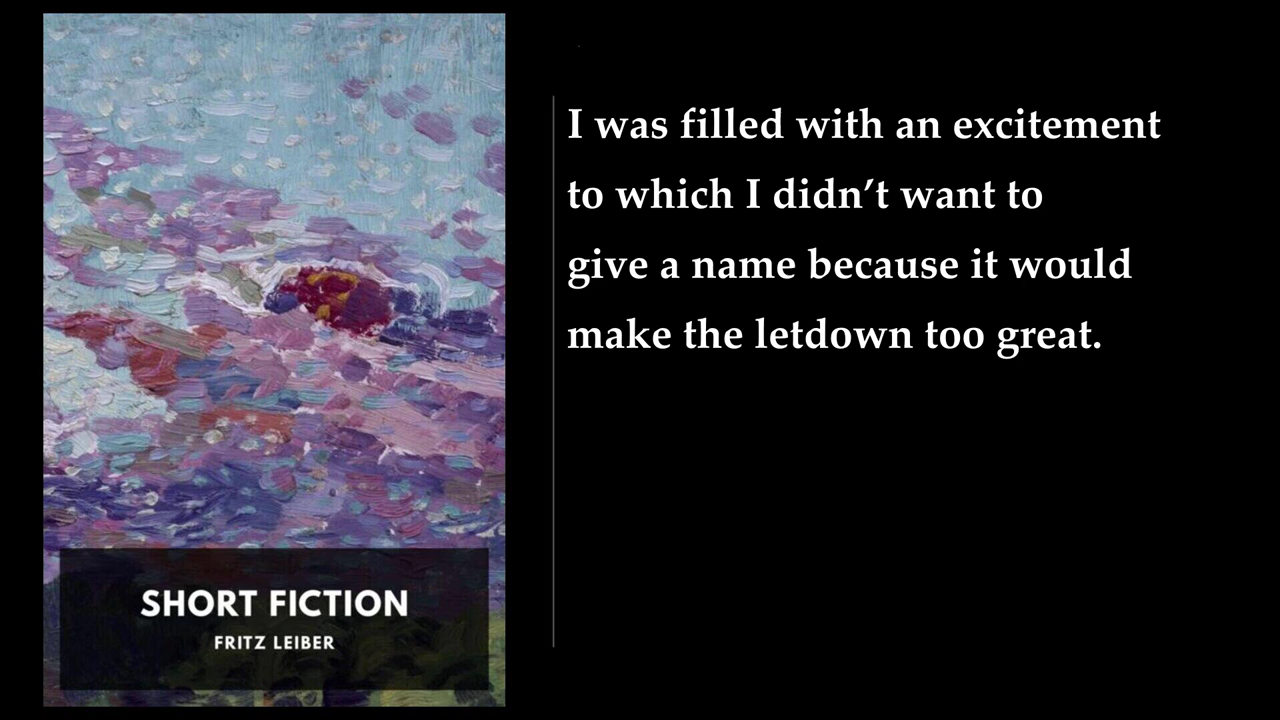 SHORT FICTION
FRITZ LEIBER
I was filled with an excitement
to which I didn’t want to
give a name because it would
make the letdown too great.